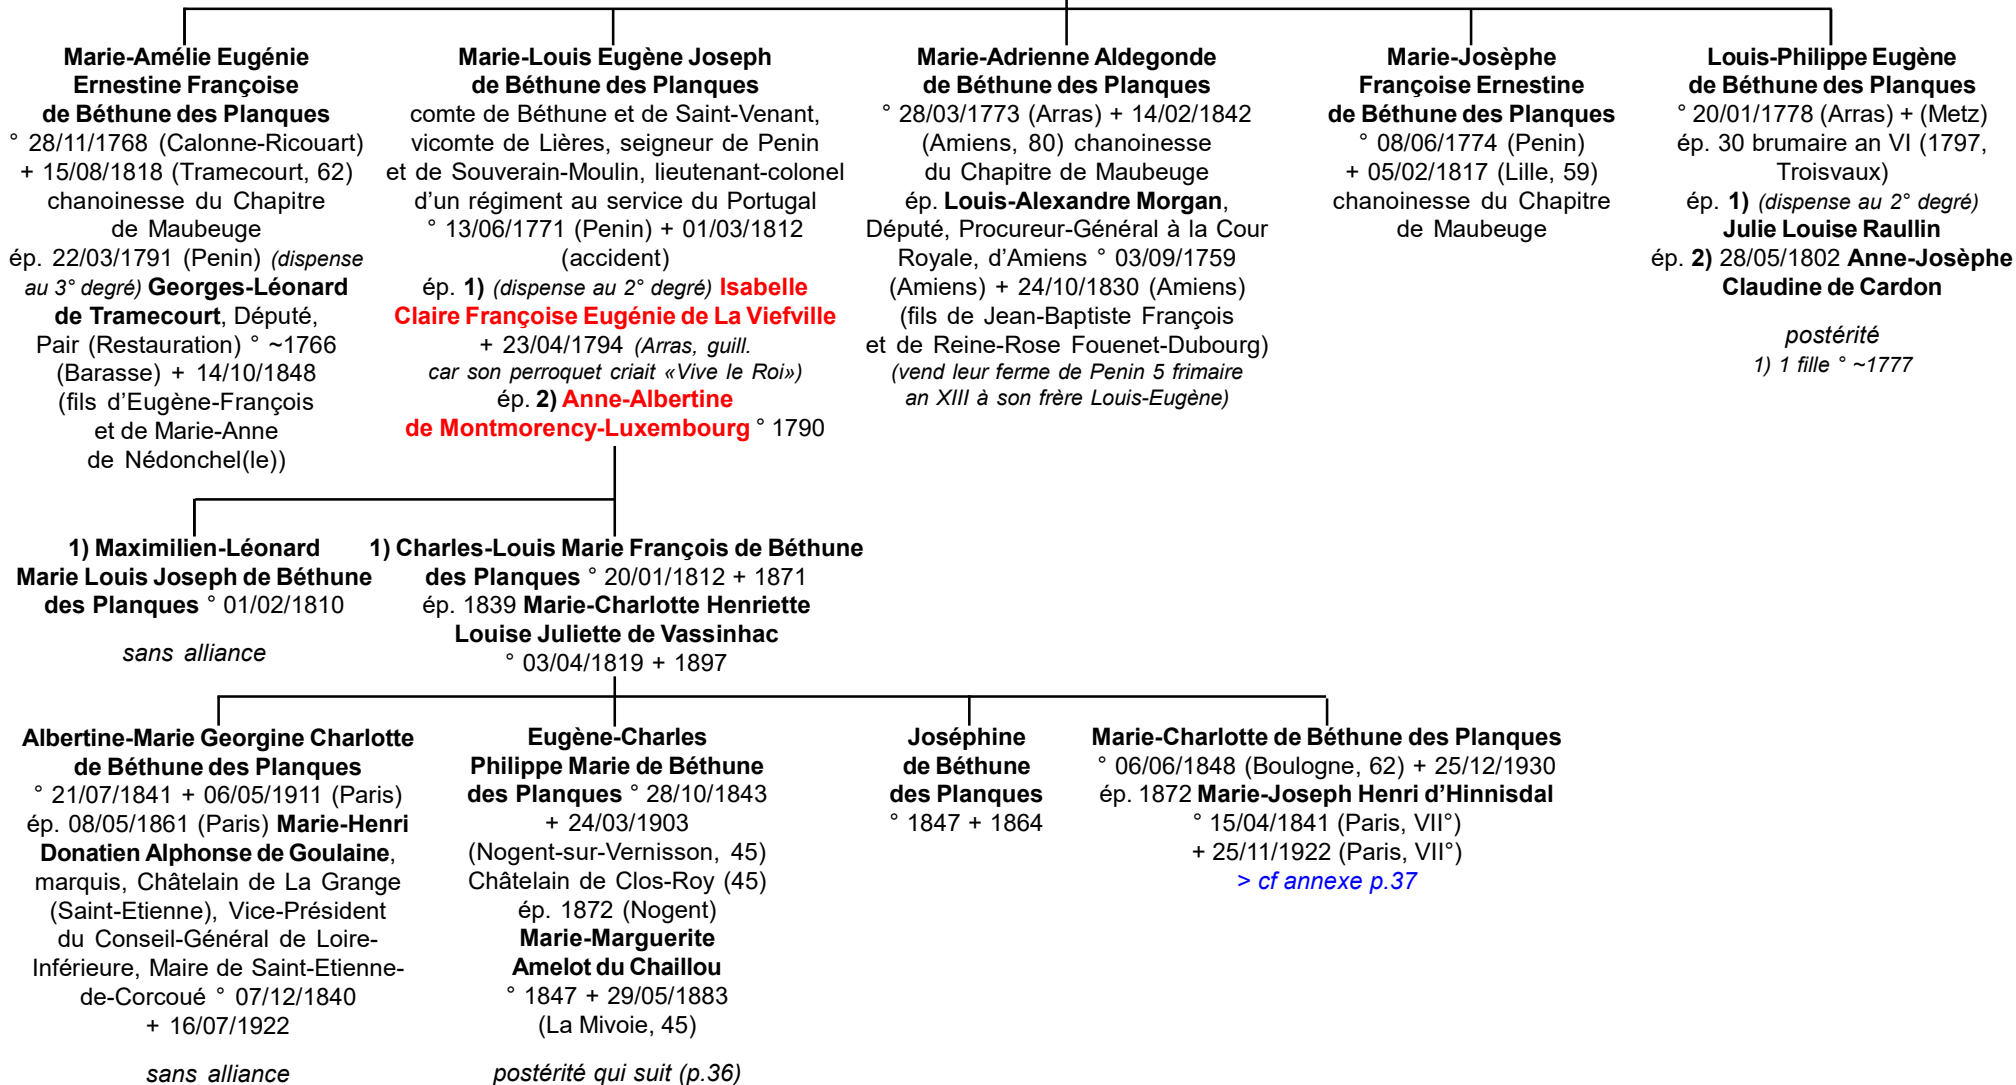 Marie-Amélie Eugénie
Ernestine Françoise
de Béthune des Planques
° 28/11/1768 (Calonne-Ricouart)
+ 15/08/1818 (Tramecourt, 62)
chanoinesse du Chapitre
de Maubeuge
ép. 22/03/1791 (Penin) (dispense
au 3° degré) Georges-Léonard
de Tramecourt, Député,
Pair (Restauration) ° ~1766
(Barasse) + 14/10/1848
(fils d’Eugène-François
et de Marie-Anne
de Nédonchel(le))
Marie-Louis Eugène Joseph
de Béthune des Planques
comte de Béthune et de Saint-Venant,
vicomte de Lières, seigneur de Penin
et de Souverain-Moulin, lieutenant-colonel
d’un régiment au service du Portugal
° 13/06/1771 (Penin) + 01/03/1812
(accident)
ép. 1) (dispense au 2° degré) Isabelle
Claire Françoise Eugénie de La Viefville
+ 23/04/1794 (Arras, guill.
car son perroquet criait «Vive le Roi»)
ép. 2) Anne-Albertine
de Montmorency-Luxembourg ° 1790
Marie-Adrienne Aldegonde
de Béthune des Planques
° 28/03/1773 (Arras) + 14/02/1842
(Amiens, 80) chanoinesse
du Chapitre de Maubeuge
ép. Louis-Alexandre Morgan,
Député, Procureur-Général à la Cour
Royale, d’Amiens ° 03/09/1759
(Amiens) + 24/10/1830 (Amiens)
(fils de Jean-Baptiste François
et de Reine-Rose Fouenet-Dubourg)
(vend leur ferme de Penin 5 frimaire
an XIII à son frère Louis-Eugène)
Marie-Josèphe
Françoise Ernestine
de Béthune des Planques
° 08/06/1774 (Penin)
+ 05/02/1817 (Lille, 59)
chanoinesse du Chapitre
de Maubeuge
Louis-Philippe Eugène
de Béthune des Planques
° 20/01/1778 (Arras) + (Metz)
ép. 30 brumaire an VI (1797,
Troisvaux)
ép. 1) (dispense au 2° degré)
Julie Louise Raullin
ép. 2) 28/05/1802 Anne-Josèphe
Claudine de Cardon
postérité
1) 1 fille ° ~1777
1) Maximilien-Léonard
Marie Louis Joseph de Béthune
des Planques ° 01/02/1810
sans alliance
1) Charles-Louis Marie François de Béthune
des Planques ° 20/01/1812 + 1871
ép. 1839 Marie-Charlotte Henriette
Louise Juliette de Vassinhac
° 03/04/1819 + 1897
Albertine-Marie Georgine Charlotte
de Béthune des Planques
° 21/07/1841 + 06/05/1911 (Paris)
ép. 08/05/1861 (Paris) Marie-Henri
Donatien Alphonse de Goulaine,
marquis, Châtelain de La Grange
(Saint-Etienne), Vice-Président
du Conseil-Général de Loire-
Inférieure, Maire de Saint-Etienne-
de-Corcoué ° 07/12/1840
+ 16/07/1922
sans alliance
Eugène-Charles
Philippe Marie de Béthune
des Planques ° 28/10/1843
+ 24/03/1903
(Nogent-sur-Vernisson, 45)
Châtelain de Clos-Roy (45)
ép. 1872 (Nogent)
Marie-Marguerite
Amelot du Chaillou
° 1847 + 29/05/1883
(La Mivoie, 45)
postérité qui suit (p.36)
Joséphine
de Béthune
des Planques
° 1847 + 1864
Marie-Charlotte de Béthune des Planques
° 06/06/1848 (Boulogne, 62) + 25/12/1930
ép. 1872 Marie-Joseph Henri d’Hinnisdal
° 15/04/1841 (Paris, VII°)
+ 25/11/1922 (Paris, VII°)
> cf annexe p.37